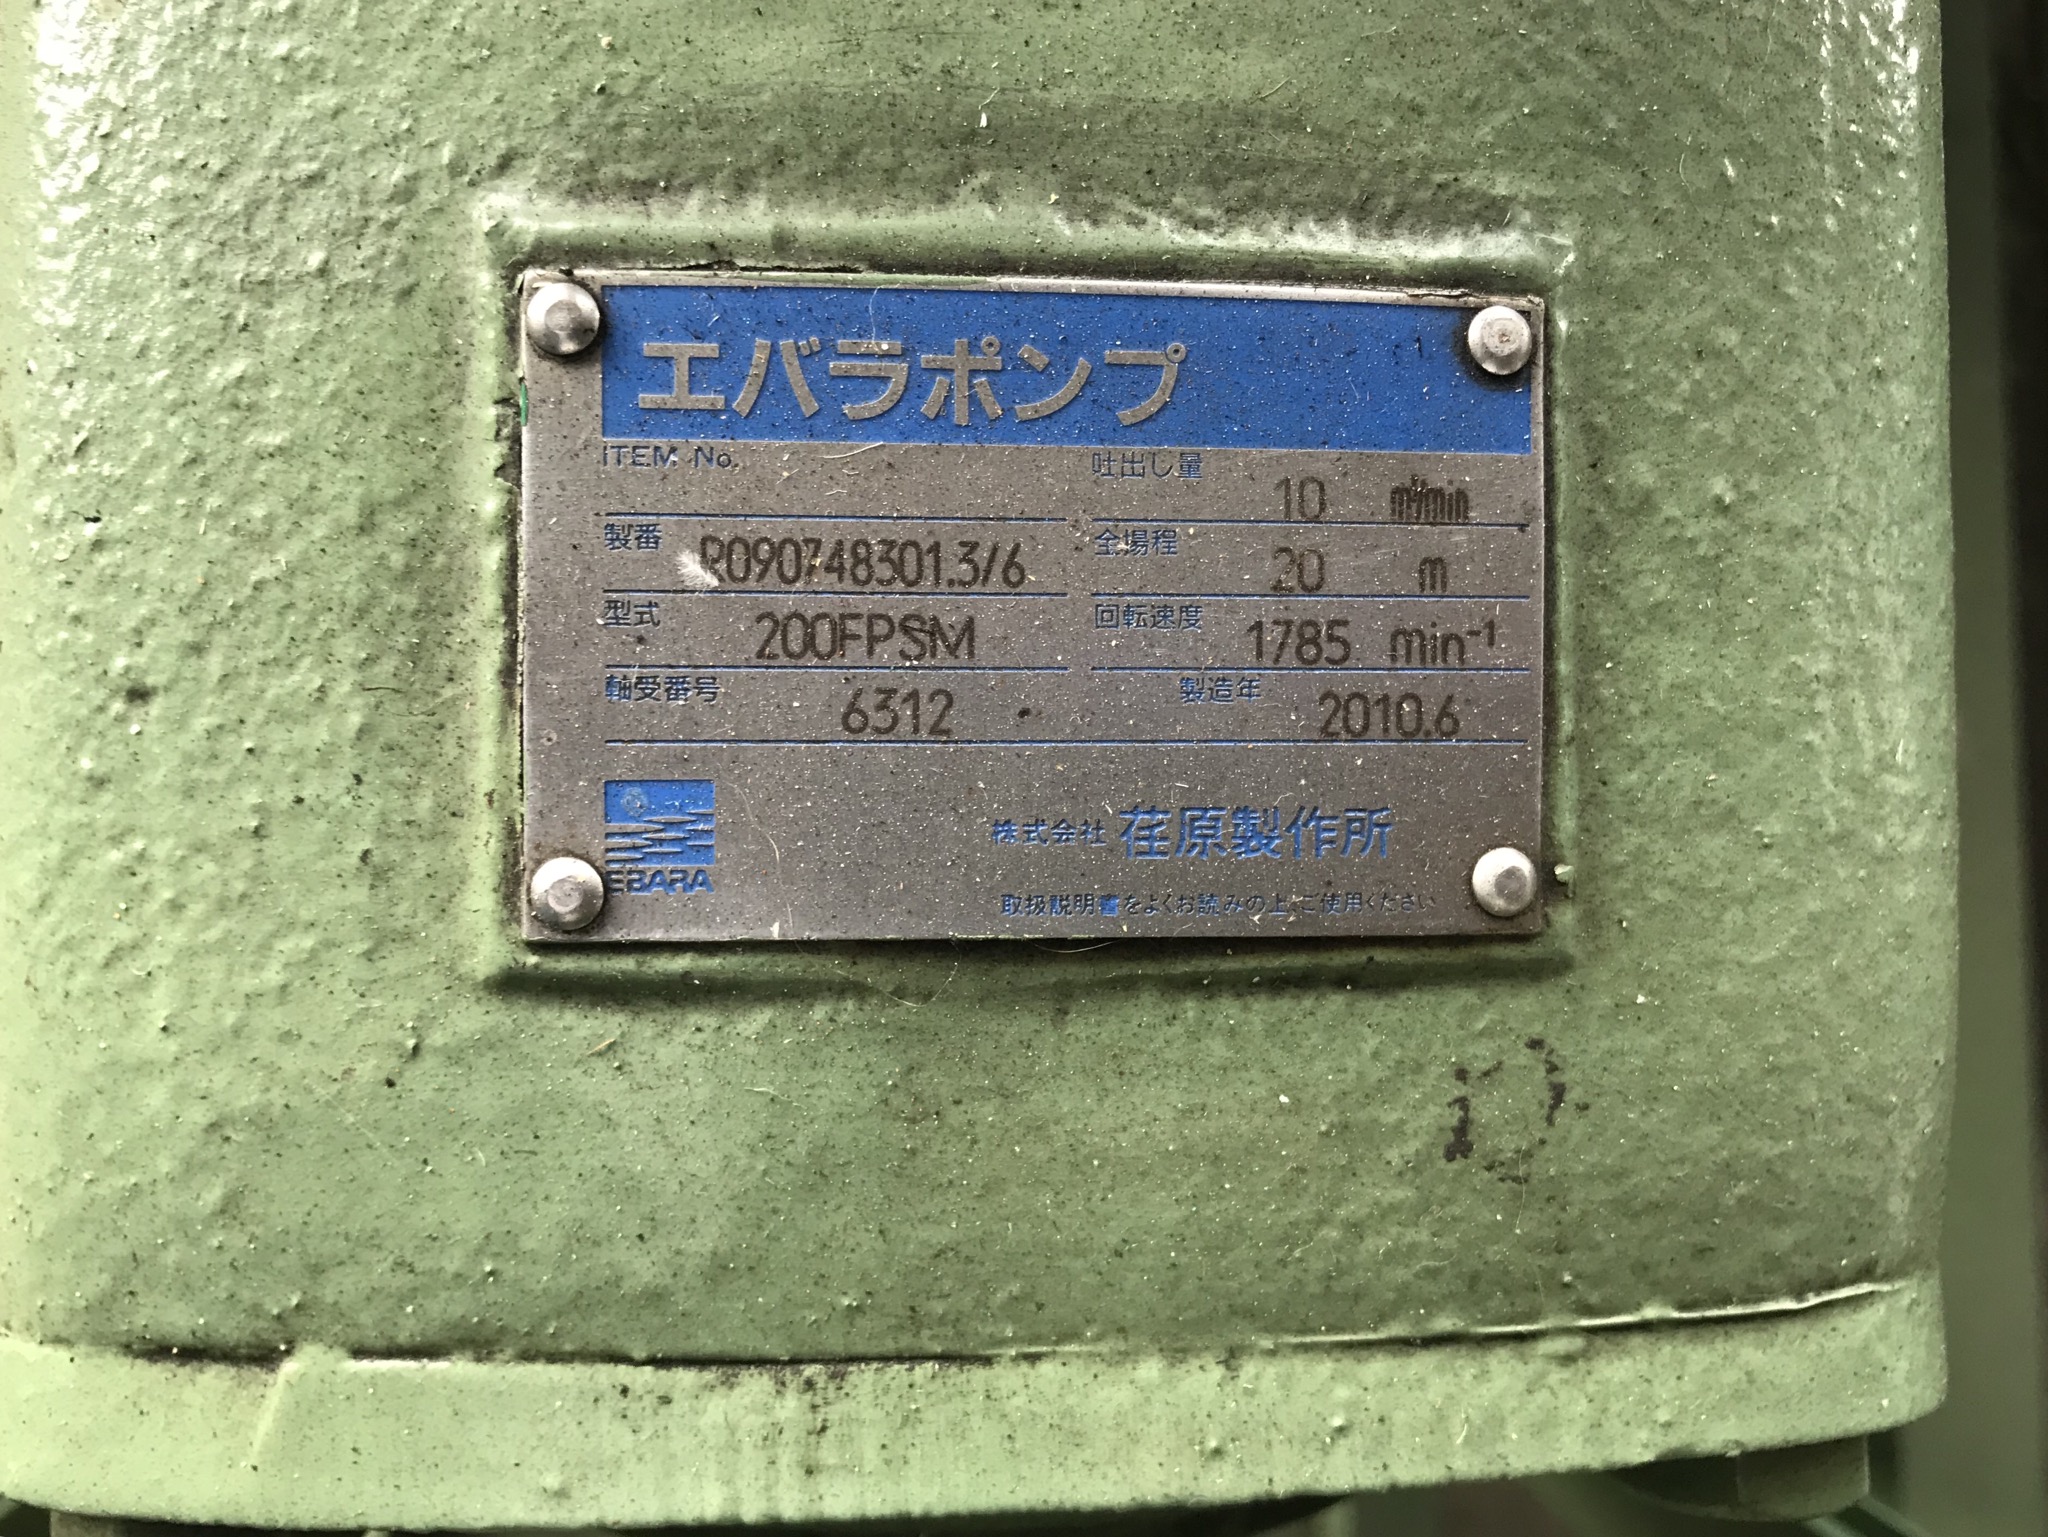 エバラポンプ
ITEM No.
吐出し量 10 m³/min
製番 R090748301.3/6
全揚程 20 m
型式 200FPSM
回転速度 1785 min⁻¹
軸受番号 6312
製造年 2010.6
EBARA
株式会社 荏原製作所
取扱説明書をよくお読みの上、ご使用ください